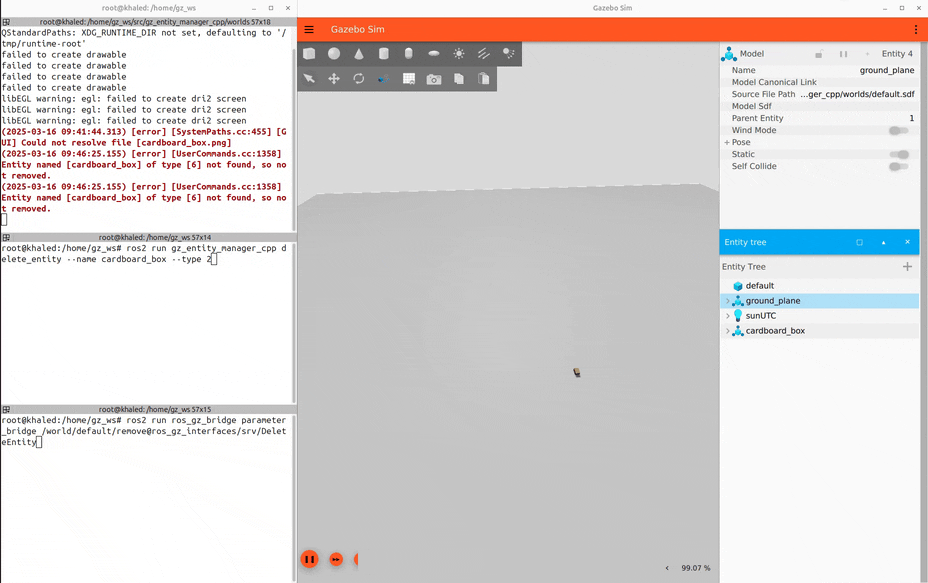 root@khaled: /home/gz_ws
root@khaled: /home/gz_ws/src/gz_entity_manager_cpp/worlds 57x18
QStandardPaths: XDG_RUNTIME_DIR not set, defaulting to '/
tmp/runtime-root'
failed to create drawable
failed to create drawable
failed to create drawable
failed to create drawable
libEGL warning: egl: failed to create dri2 screen
libEGL warning: egl: failed to create dri2 screen
libEGL warning: egl: failed to create dri2 screen
(2025-03-16 09:41:44.313) [error] [SystemPaths.cc:455] [G
UI] Could not resolve file [cardboard_box.png]
(2025-03-16 09:46:25.155) [error] [UserCommands.cc:1358]
Entity named [cardboard_box] of type [6] not found, so no
t removed.
(2025-03-16 09:46:25.155) [error] [UserCommands.cc:1358]
Entity named [cardboard_box] of type [6] not found, so no
t removed.
root@khaled: /home/gz_ws 57x14
root@khaled:/home/gz_ws# ros2 run gz_entity_manager_cpp d
elete_entity --name cardboard_box --type 2
root@khaled: /home/gz_ws 57x15
root@khaled:/home/gz_ws# ros2 run ros_gz_bridge parameter
_bridge /world/default/remove@ros_gz_interfaces/srv/Delet
eEntity
Gazebo Sim
Gazebo Sim
99.07 %
Model
Entity 4
Name ground_plane
Model Canonical Link
Source File Path ...ger_cpp/worlds/default.sdf
Model Sdf
Parent Entity 1
Wind Mode
+ Pose
Static
Self Collide
Entity tree
Entity Tree
default
ground_plane
sunUTC
cardboard_box